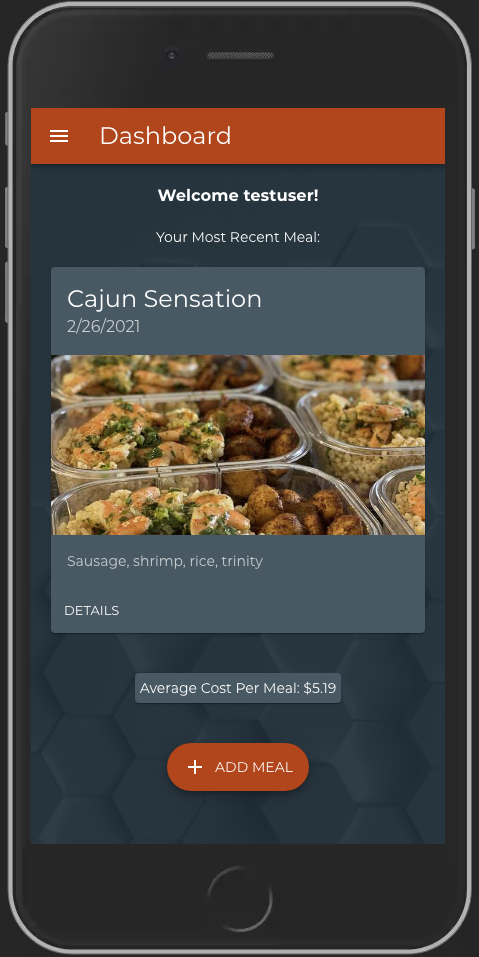 Dashboard
Welcome testuser!
Your Most Recent Meal:
Cajun Sensation
2/26/2021
Sausage, shrimp, rice, trinity
DETAILS
Average Cost Per Meal: $5.19
+ ADD MEAL